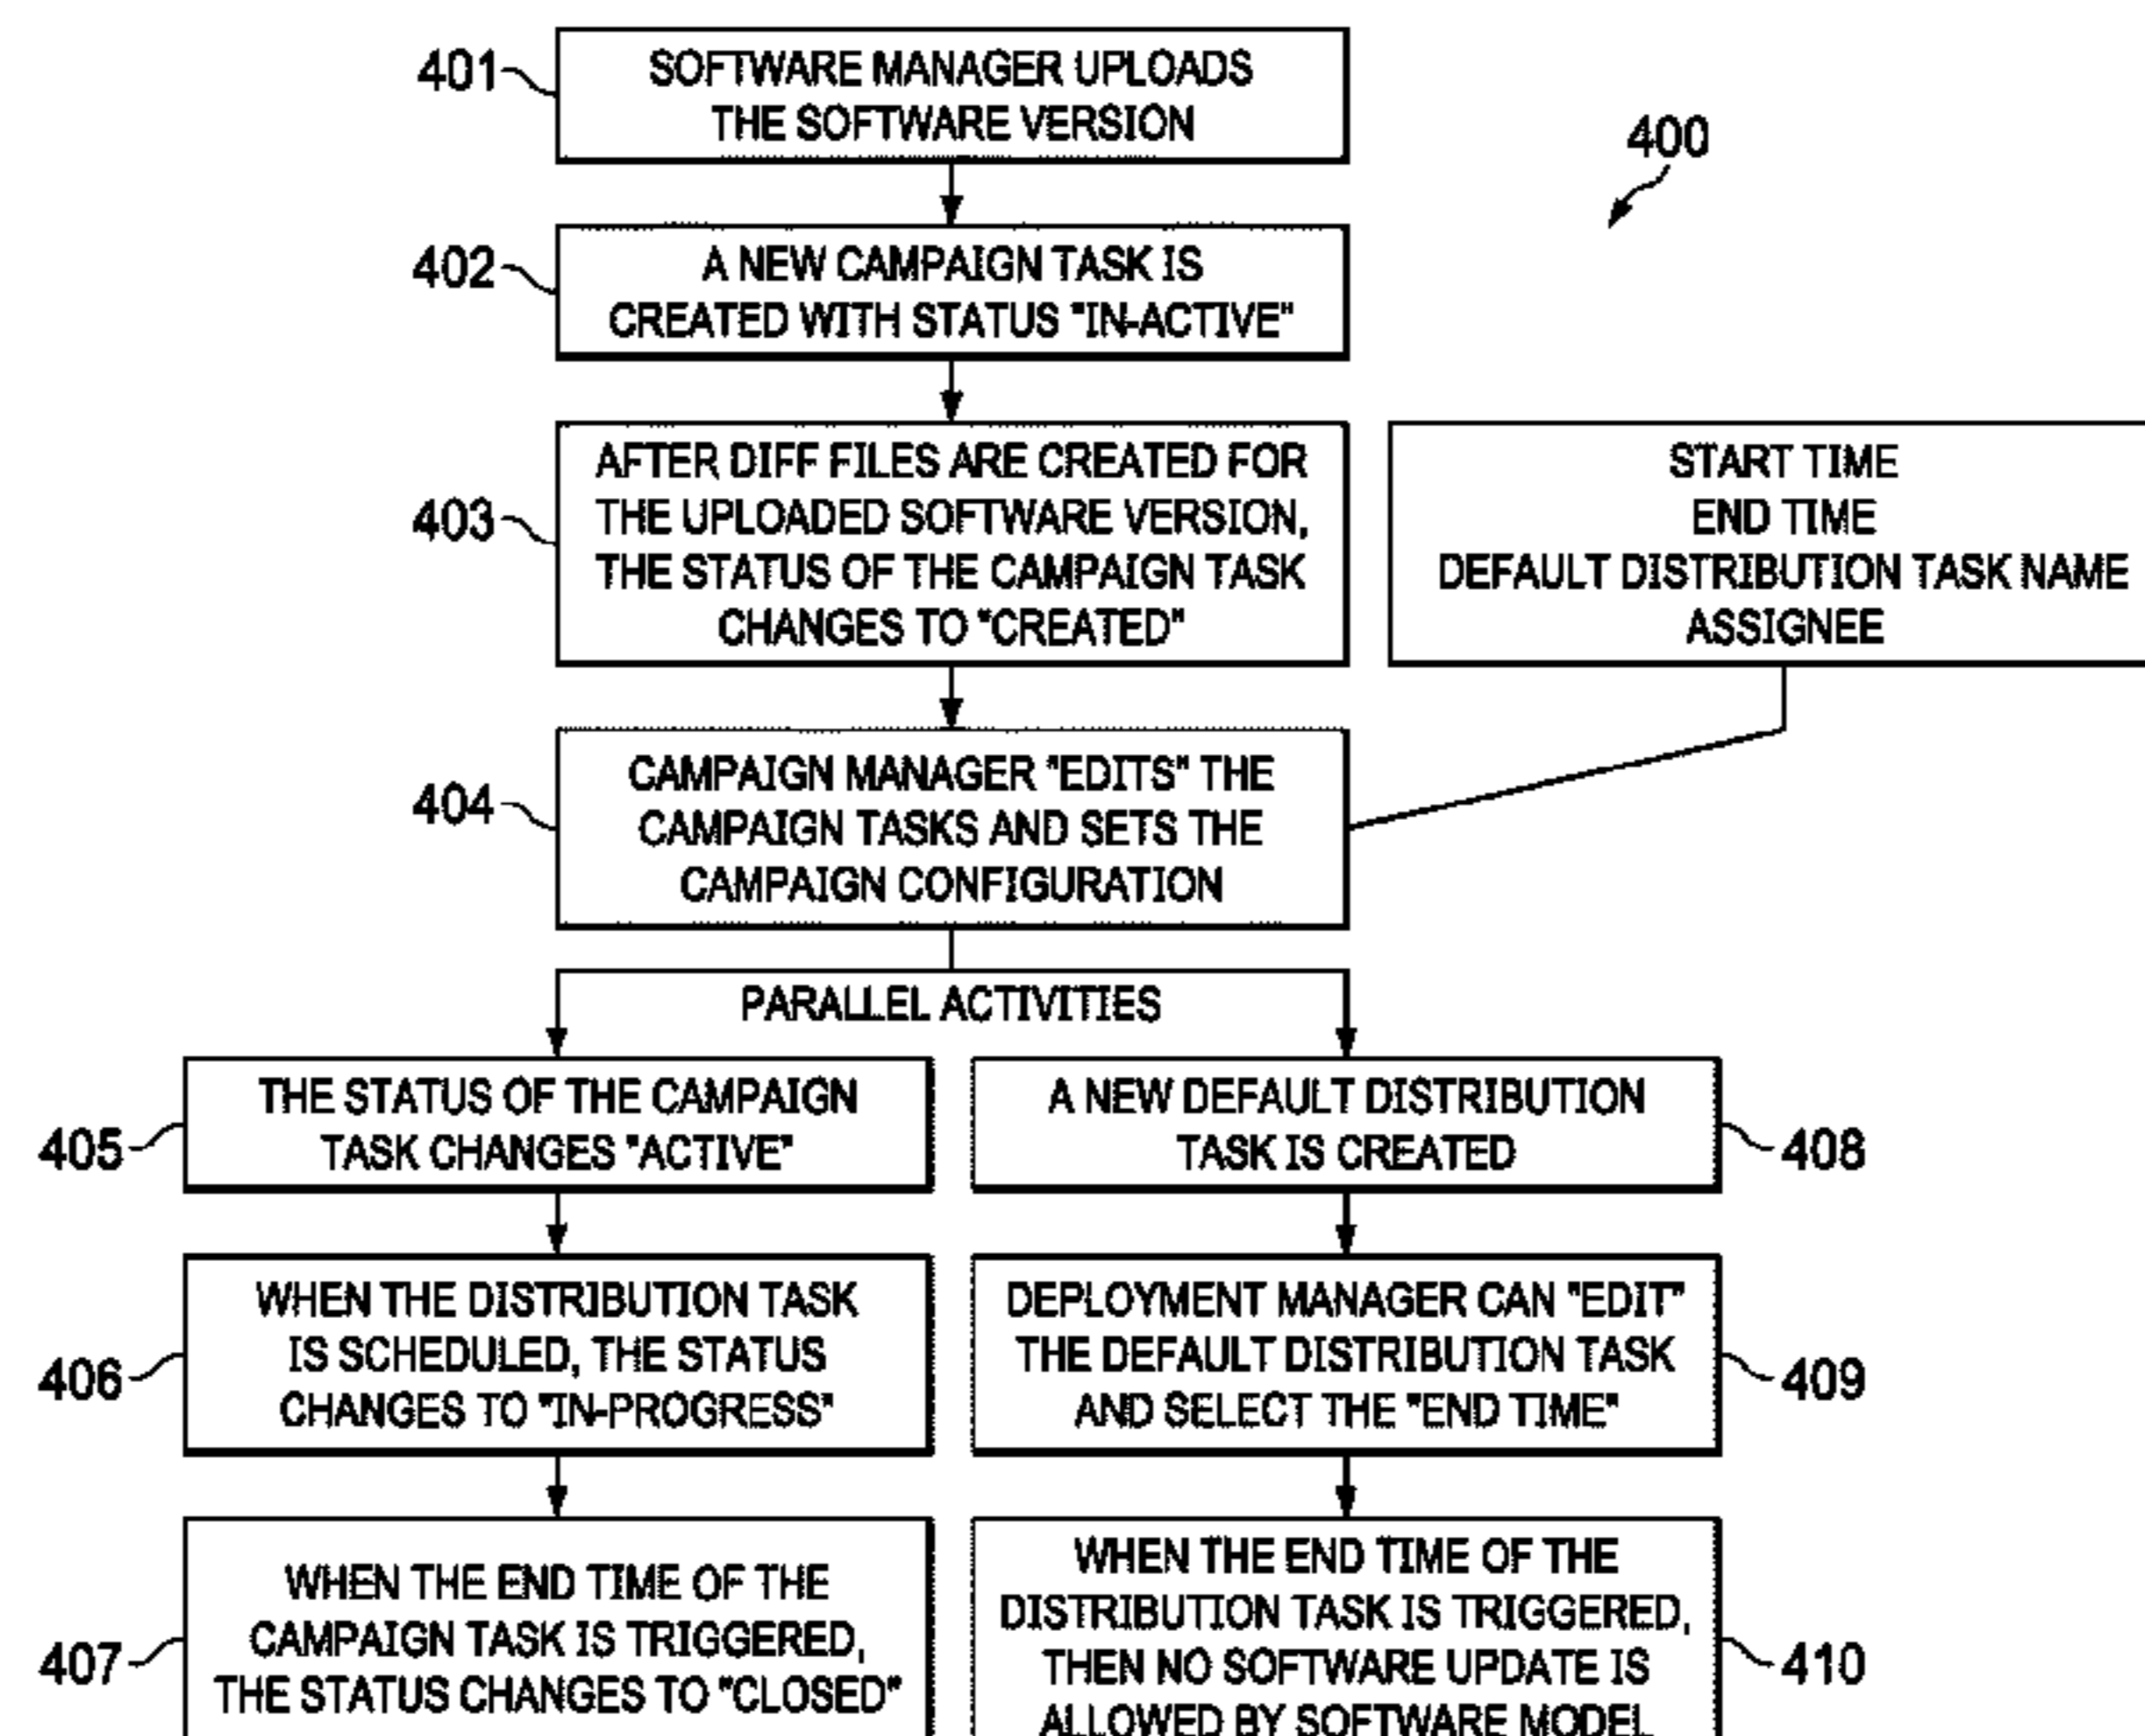 401
SOFTWARE MANAGER UPLOADS
THE SOFTWARE VERSION
400
402
A NEW CAMPAIGN TASK IS
CREATED WITH STATUS "IN-ACTIVE"
403
AFTER DIFF FILES ARE CREATED FOR
THE UPLOADED SOFTWARE VERSION,
THE STATUS OF THE CAMPAIGN TASK
CHANGES TO "CREATED"
START TIME
END TIME
DEFAULT DISTRIBUTION TASK NAME
ASSIGNEE
404
CAMPAIGN MANAGER "EDITS" THE
CAMPAIGN TASKS AND SETS THE
CAMPAIGN CONFIGURATION
PARALLEL ACTIVITIES
405
THE STATUS OF THE CAMPAIGN
TASK CHANGES "ACTIVE"
A NEW DEFAULT DISTRIBUTION
TASK IS CREATED
408
406
WHEN THE DISTRIBUTION TASK
IS SCHEDULED, THE STATUS
CHANGES TO "IN-PROGRESS"
DEPLOYMENT MANAGER CAN "EDIT"
THE DEFAULT DISTRIBUTION TASK
AND SELECT THE "END TIME"
409
407
WHEN THE END TIME OF THE
CAMPAIGN TASK IS TRIGGERED,
THE STATUS CHANGES TO "CLOSED"
WHEN THE END TIME OF THE
DISTRIBUTION TASK IS TRIGGERED,
THEN NO SOFTWARE UPDATE IS
ALLOWED BY SOFTWARE MODEL
410